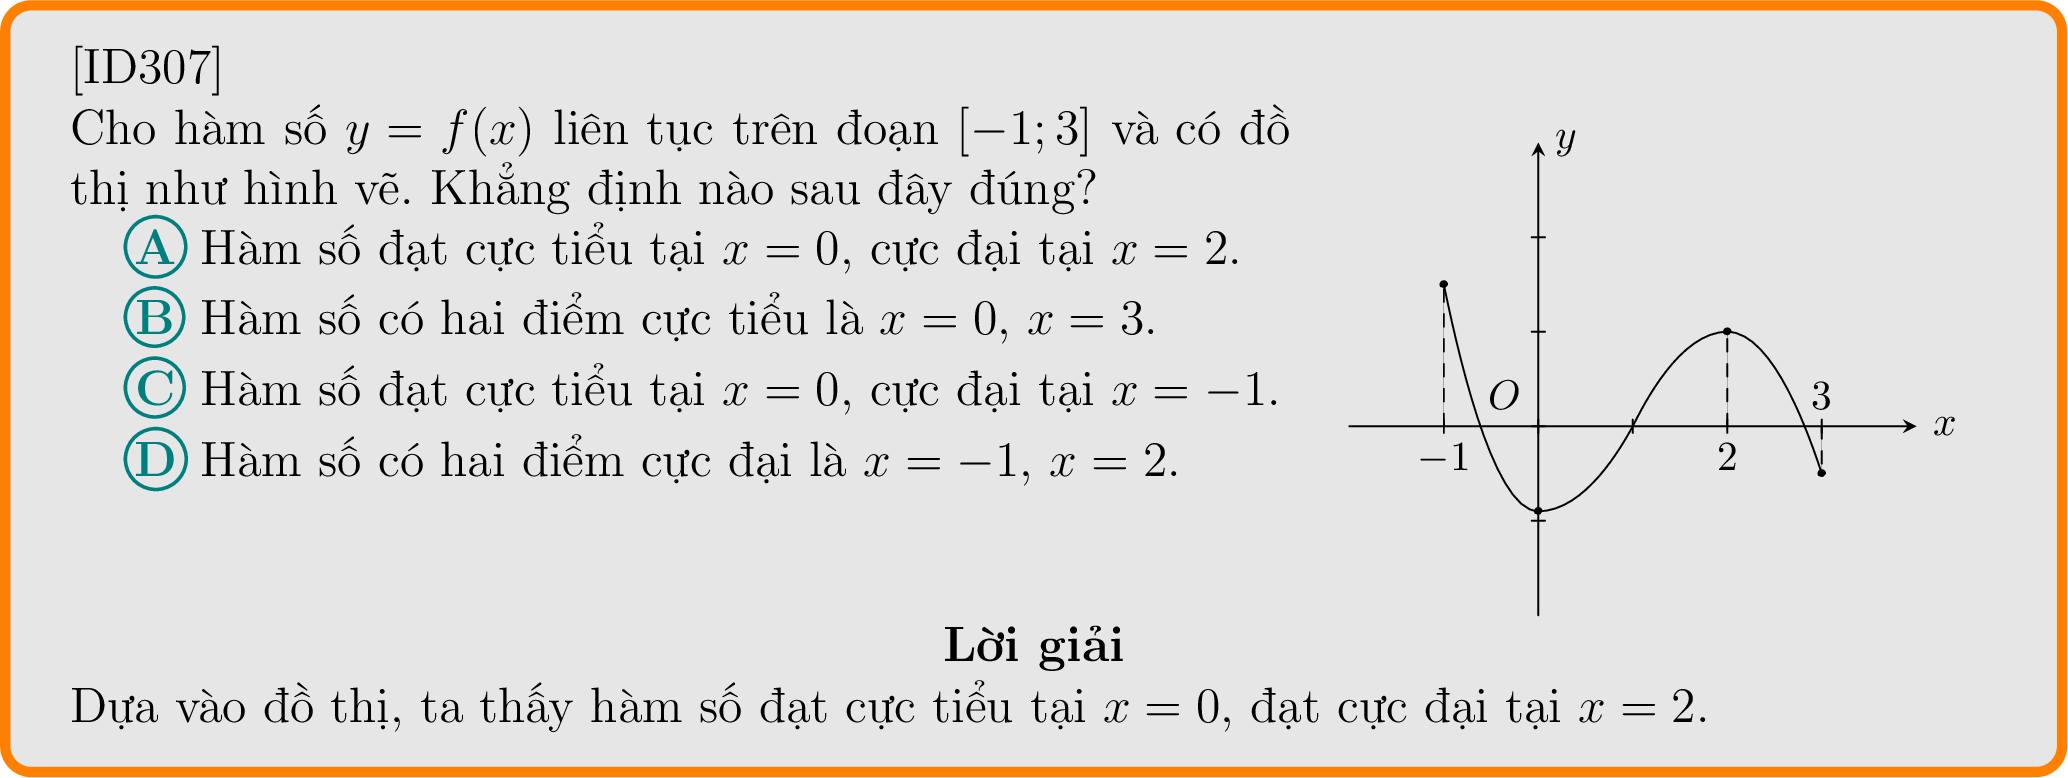 [ID307]
Cho hàm số y = f(x) liên tục trên đoạn [−1; 3] và có đồ
thị như hình vẽ. Khẳng định nào sau đây đúng?
A Hàm số đạt cực tiểu tại x = 0, cực đại tại x = 2.
B Hàm số có hai điểm cực tiểu là x = 0, x = 3.
C Hàm số đạt cực tiểu tại x = 0, cực đại tại x = −1.
D Hàm số có hai điểm cực đại là x = −1, x = 2.
y
O
3
x
−1
2
Lời giải
Dựa vào đồ thị, ta thấy hàm số đạt cực tiểu tại x = 0, đạt cực đại tại x = 2.